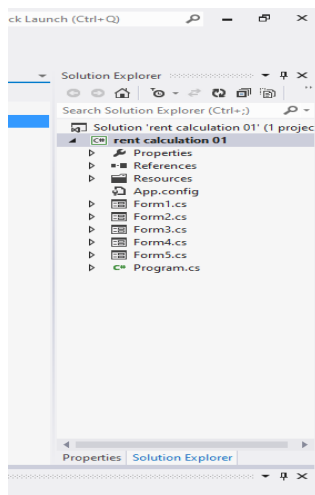 ck Launch (Ctrl+Q)
Solution Explorer
Search Solution Explorer (Ctrl+;)
Solution 'rent calculation 01' (1 projec
C# rent calculation 01
Properties
References
Resources
App.config
Form1.cs
Form2.cs
Form3.cs
Form4.cs
Form5.cs
C# Program.cs
Properties Solution Explorer